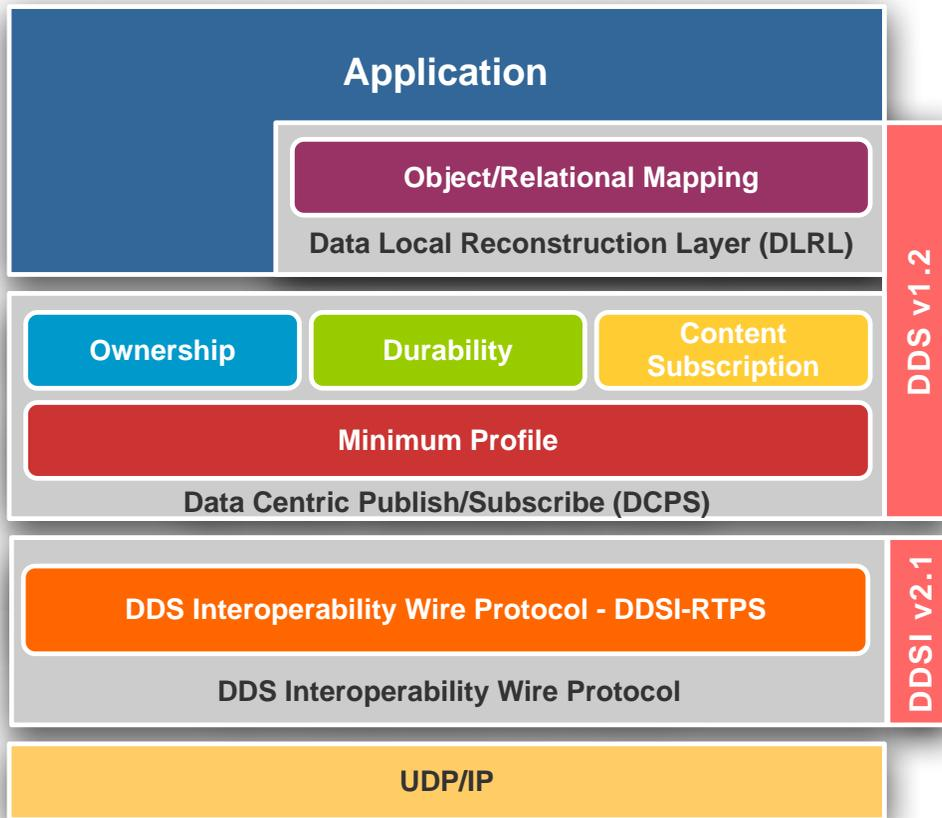 Application
Object/Relational Mapping
Data Local Reconstruction Layer (DLRL)
DDS v1.2
Ownership
Durability
Content
Subscription
Minimum Profile
Data Centric Publish/Subscribe (DCPS)
DDS Interoperability Wire Protocol - DDSI-RTPS
DDS Interoperability Wire Protocol
DDSI v2.1
UDP/IP